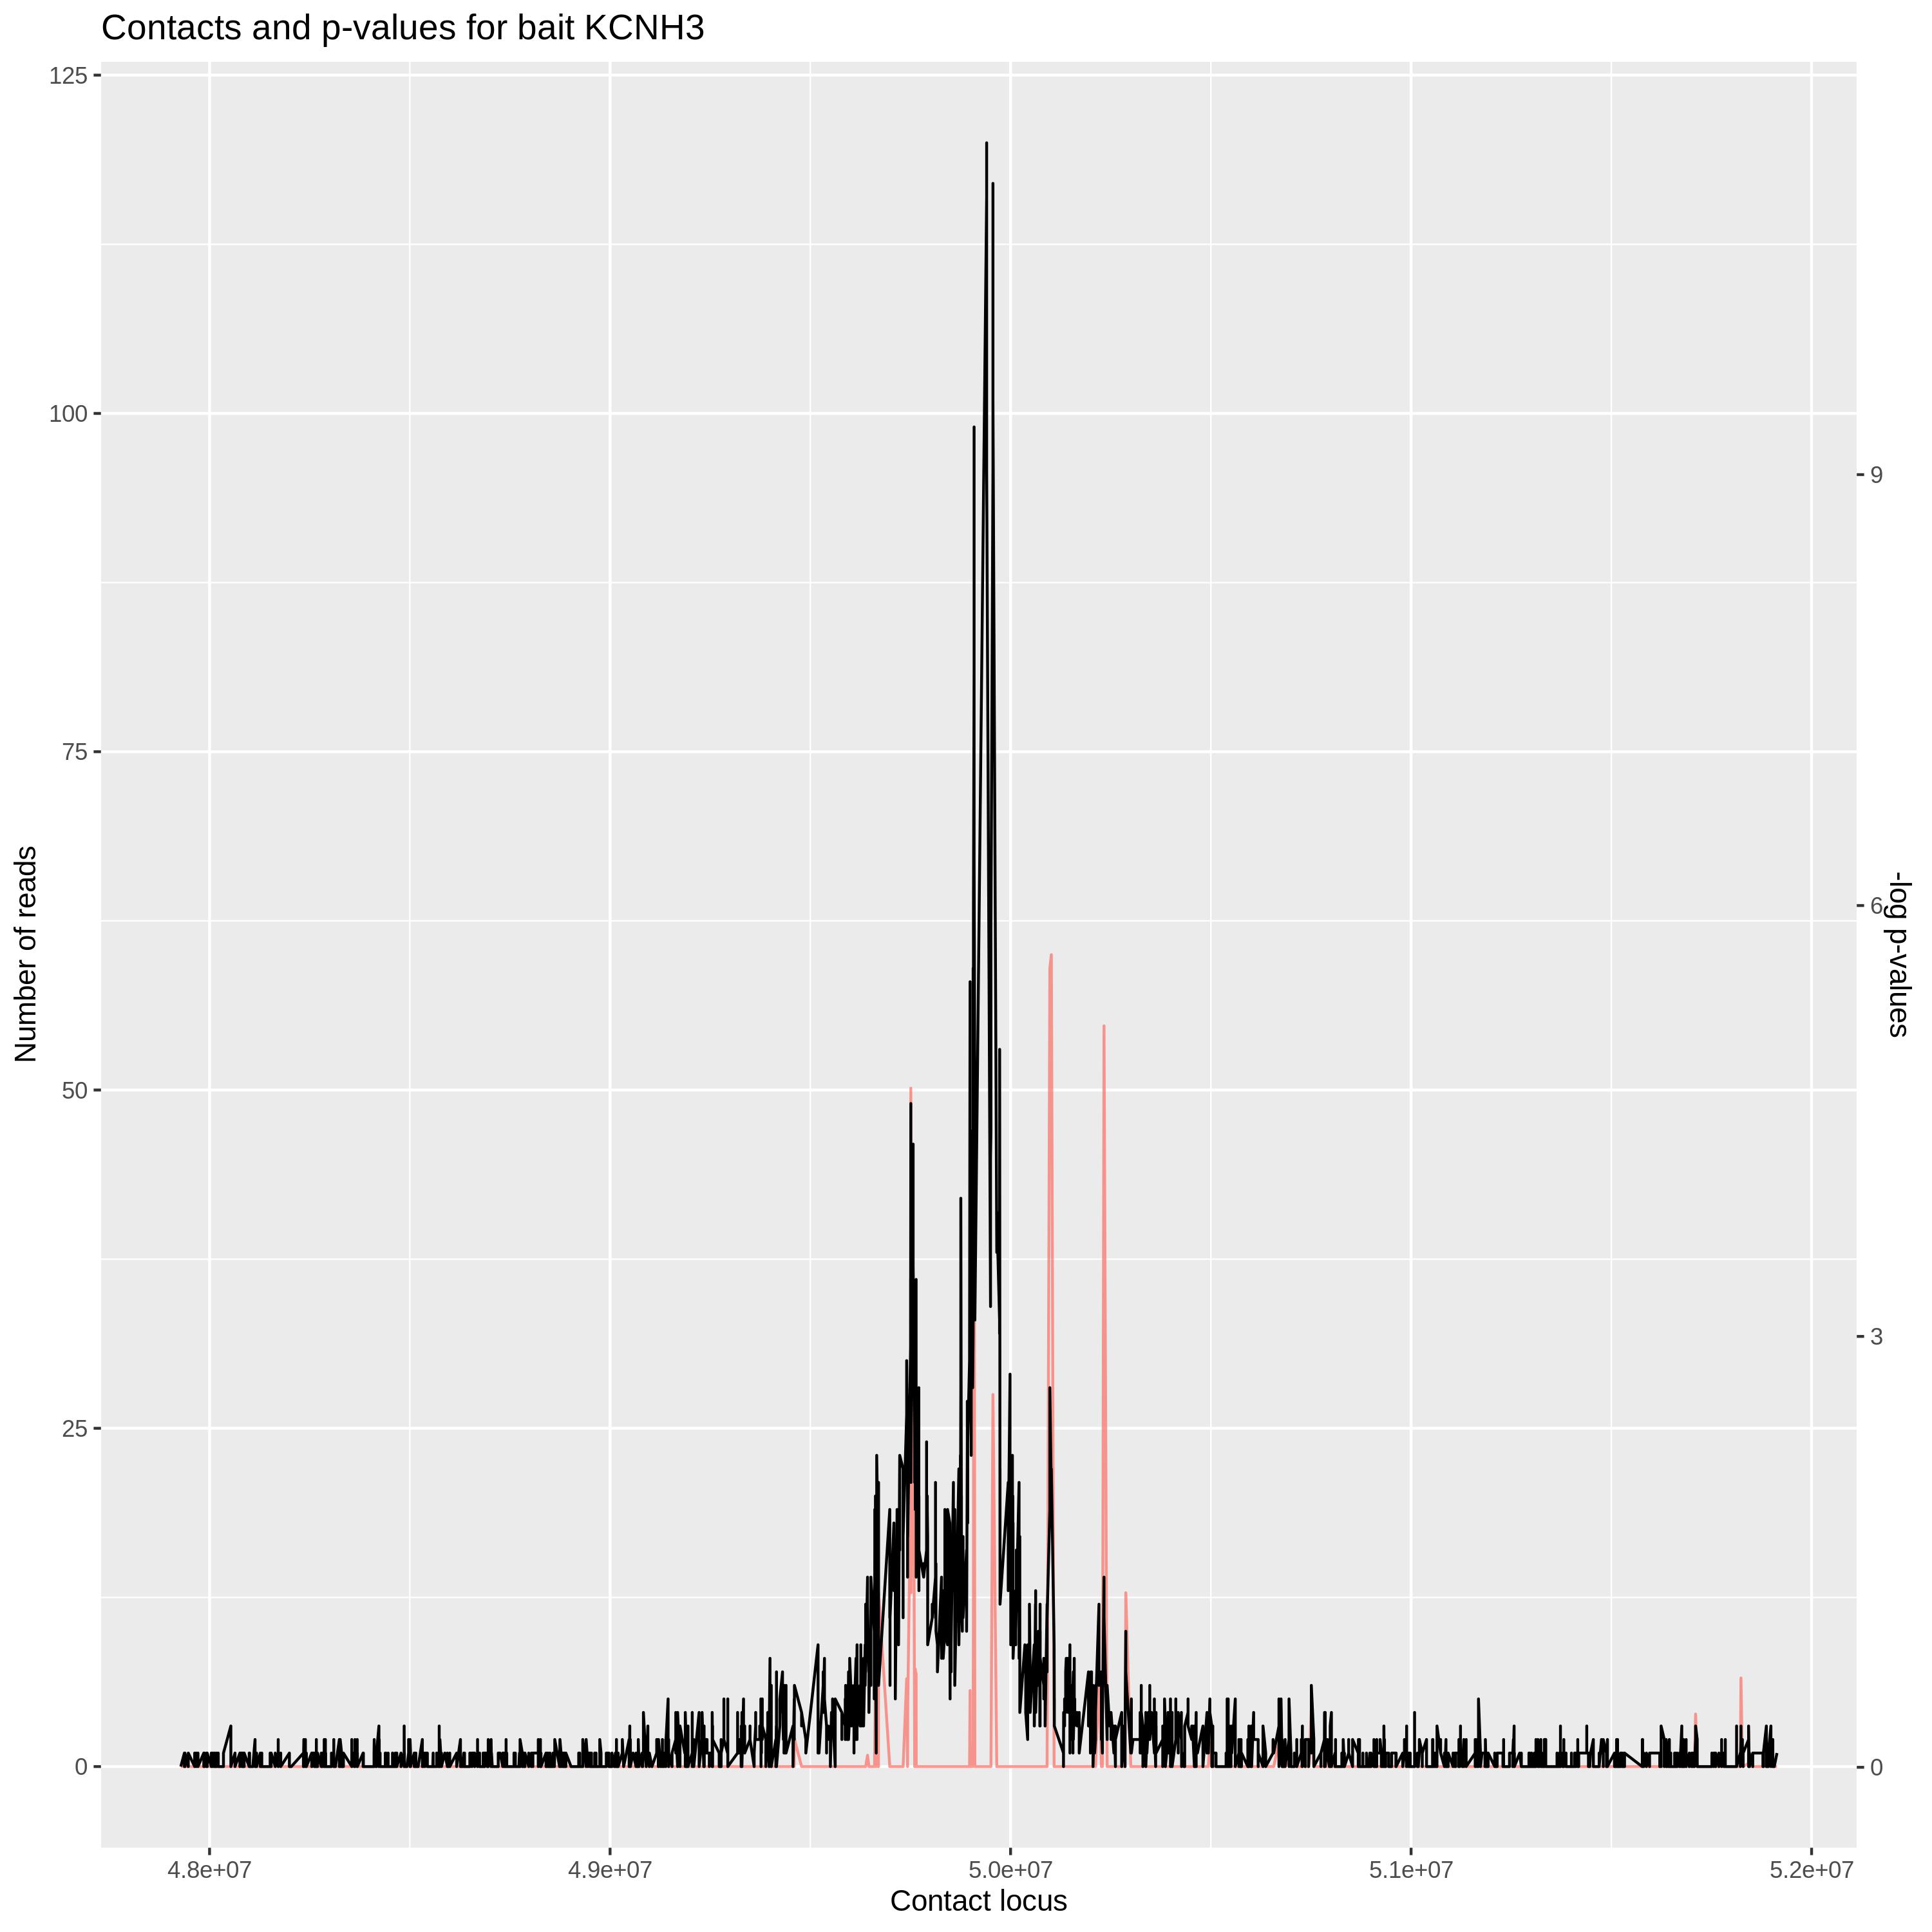 Contacts and p-values for bait KCNH3
125
100
75
50
25
0
Number of reads
9
6
3
0
-log p-values
4.8e+07
4.9e+07
5.0e+07
5.1e+07
5.2e+07
Contact locus